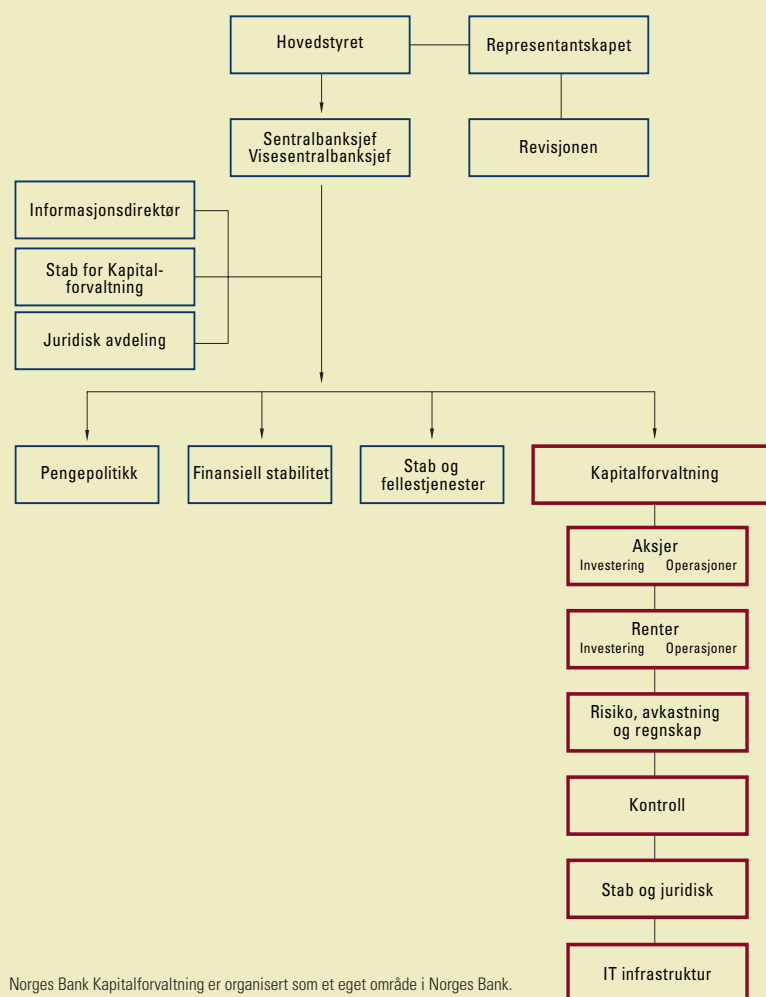 Hovedstyret
Representantskapet
Sentralbanksjef
Visesentralbanksjef
Revisjonen
Informasjonsdirektør
Stab for Kapital-
forvaltning
Juridisk avdeling
Pengepolitikk
Finansiell stabilitet
Stab og
fellestjenester
Kapitalforvaltning
Aksjer
Investering Operasjoner
Renter
Investering Operasjoner
Risiko, avkastning
og regnskap
Kontroll
Stab og juridisk
IT infrastruktur
Norges Bank Kapitalforvaltning er organisert som et eget område i Norges Bank.